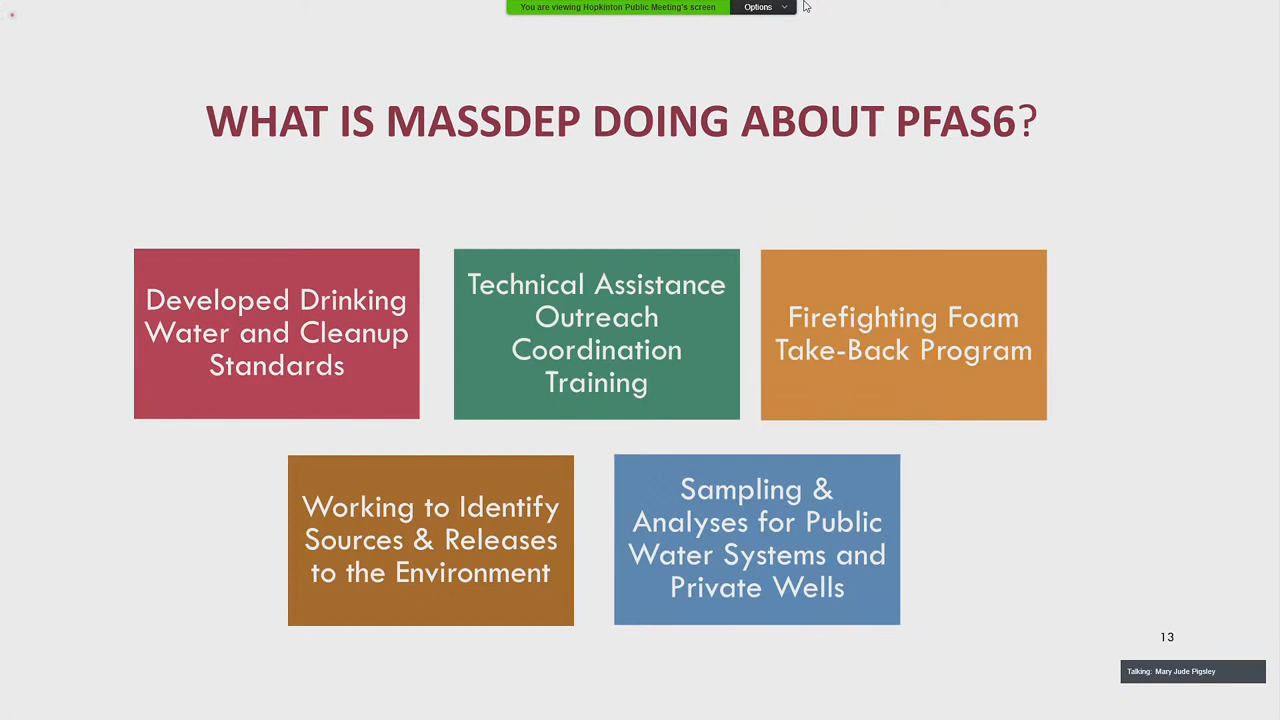 You are viewing Hopkinton Public Meeting's screen
Options
WHAT IS MASSDEP DOING ABOUT PFAS6?
Developed Drinking
Water and Cleanup
Standards
Technical Assistance
Outreach
Coordination
Training
Firefighting Foam
Take-Back Program
Working to Identify
Sources & Releases
to the Environment
Sampling &
Analyses for Public
Water Systems and
Private Wells
13
Talking: Mary Jude Pigsley